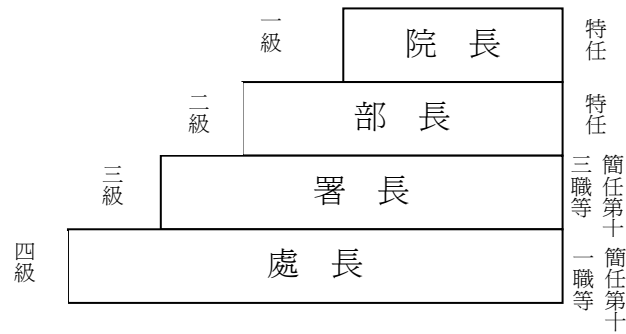 一級
院 長
特任
二級
部 長
特任
三級
署 長
簡任第十
三職等
四級
處 長
簡任第十
一職等